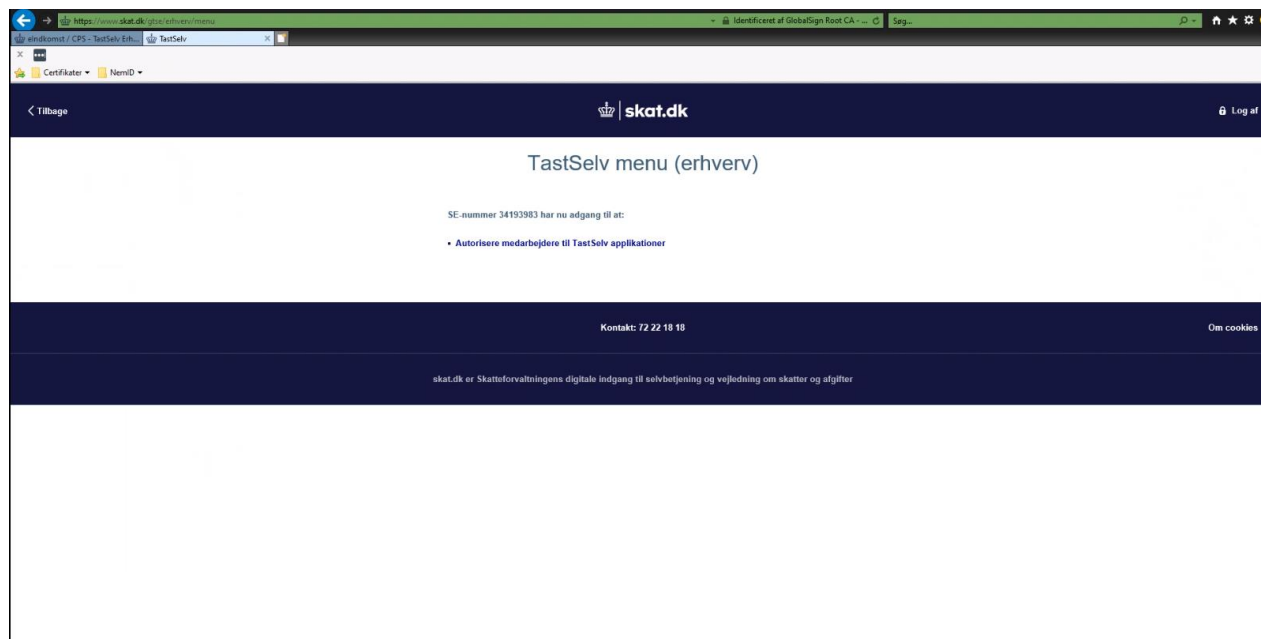 https://www.skat.dk/gtse/erhverv/menu
Identificeret af GlobalSign Root CA - ...
Søg...
eIndkomst / CPS - TastSelv Erh...
TastSelv
Certifikater
NemID
Tilbage
skat.dk
Log af
TastSelv menu (erhverv)
SE-nummer 34193983 har nu adgang til at:
• Autorisere medarbejdere til TastSelv applikationer
Kontakt: 72 22 18 18
Om cookies
skat.dk er Skatteforvaltningens digitale indgang til selvbetjening og vejledning om skatter og afgifter